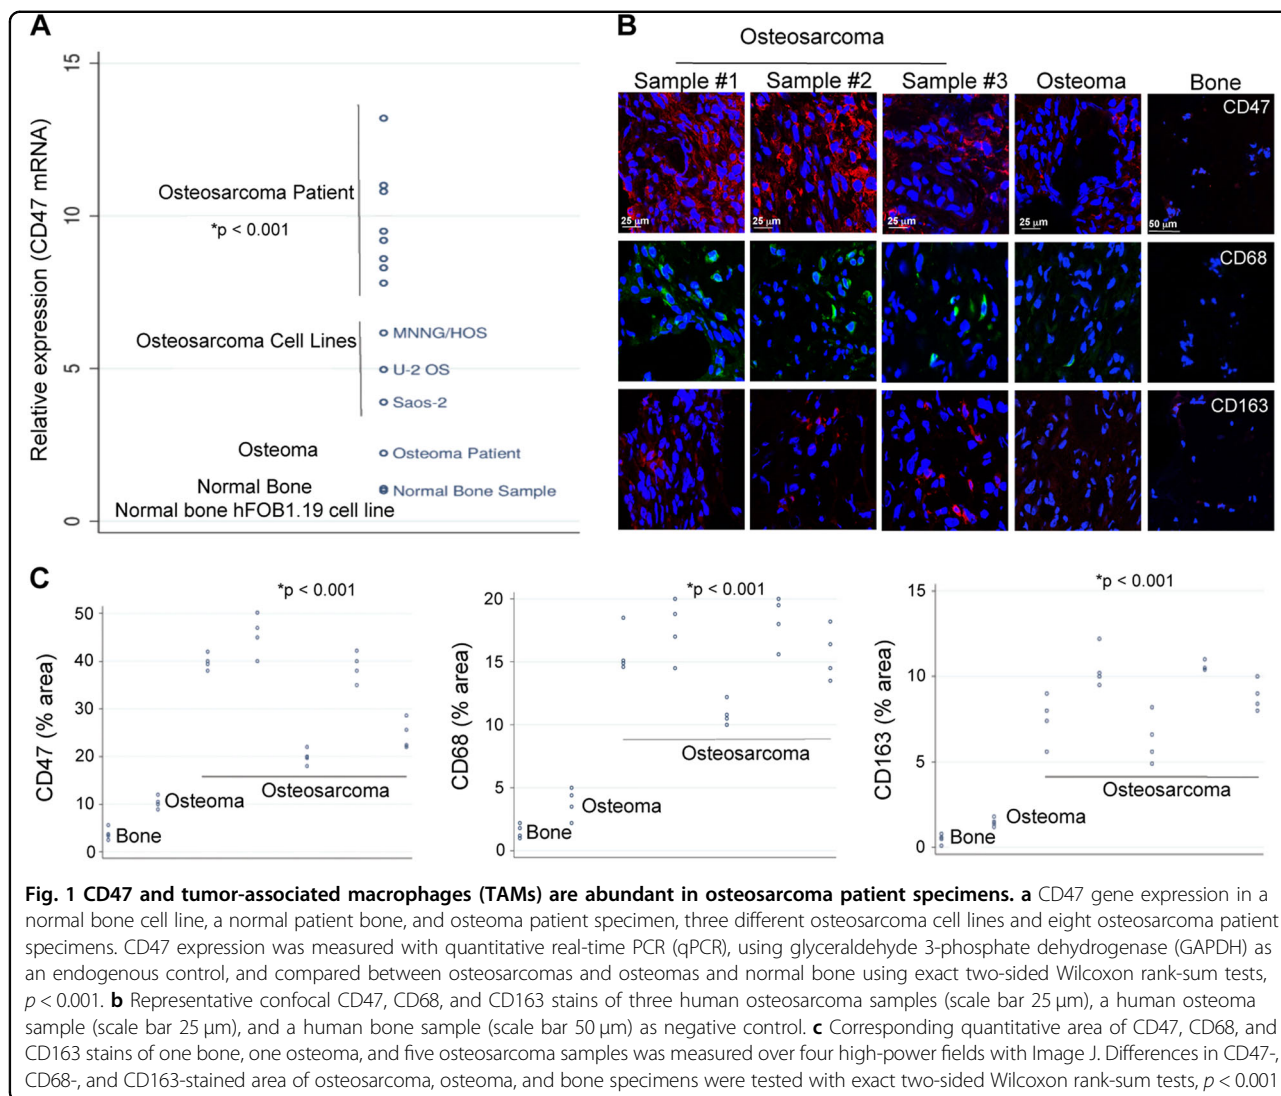 A
15
10
5
0
Relative expression (CD47 mRNA)
Osteosarcoma Patient
*p < 0.001
Osteosarcoma Cell Lines
MNNG/HOS
U-2 OS
Saos-2
Osteoma
Osteoma Patient
Normal Bone
Normal Bone Sample
Normal bone hFOB1.19 cell line
B
Osteosarcoma
Sample #1 Sample #2 Sample #3 Osteoma Bone
CD47
25 µm 25 µm 25 µm 25 µm 50 µm
CD68
CD163
C
*p < 0.001
50
40
30
20
10
0
CD47 (% area)
Bone
Osteoma
Osteosarcoma
*p < 0.001
20
15
10
5
0
CD68 (% area)
Bone
Osteoma
Osteosarcoma
*p < 0.001
15
10
5
0
CD163 (% area)
Bone
Osteoma
Osteosarcoma
Fig. 1 CD47 and tumor-associated macrophages (TAMs) are abundant in osteosarcoma patient specimens. a CD47 gene expression in a
normal bone cell line, a normal patient bone, and osteoma patient specimen, three different osteosarcoma cell lines and eight osteosarcoma patient
specimens. CD47 expression was measured with quantitative real-time PCR (qPCR), using glyceraldehyde 3-phosphate dehydrogenase (GAPDH) as
an endogenous control, and compared between osteosarcomas and osteomas and normal bone using exact two-sided Wilcoxon rank-sum tests,
p < 0.001. b Representative confocal CD47, CD68, and CD163 stains of three human osteosarcoma samples (scale bar 25 µm), a human osteoma
sample (scale bar 25 µm), and a human bone sample (scale bar 50 µm) as negative control. c Corresponding quantitative area of CD47, CD68, and
CD163 stains of one bone, one osteoma, and five osteosarcoma samples was measured over four high-power fields with Image J. Differences in CD47-,
CD68-, and CD163-stained area of osteosarcoma, osteoma, and bone specimens were tested with exact two-sided Wilcoxon rank-sum tests, p < 0.001